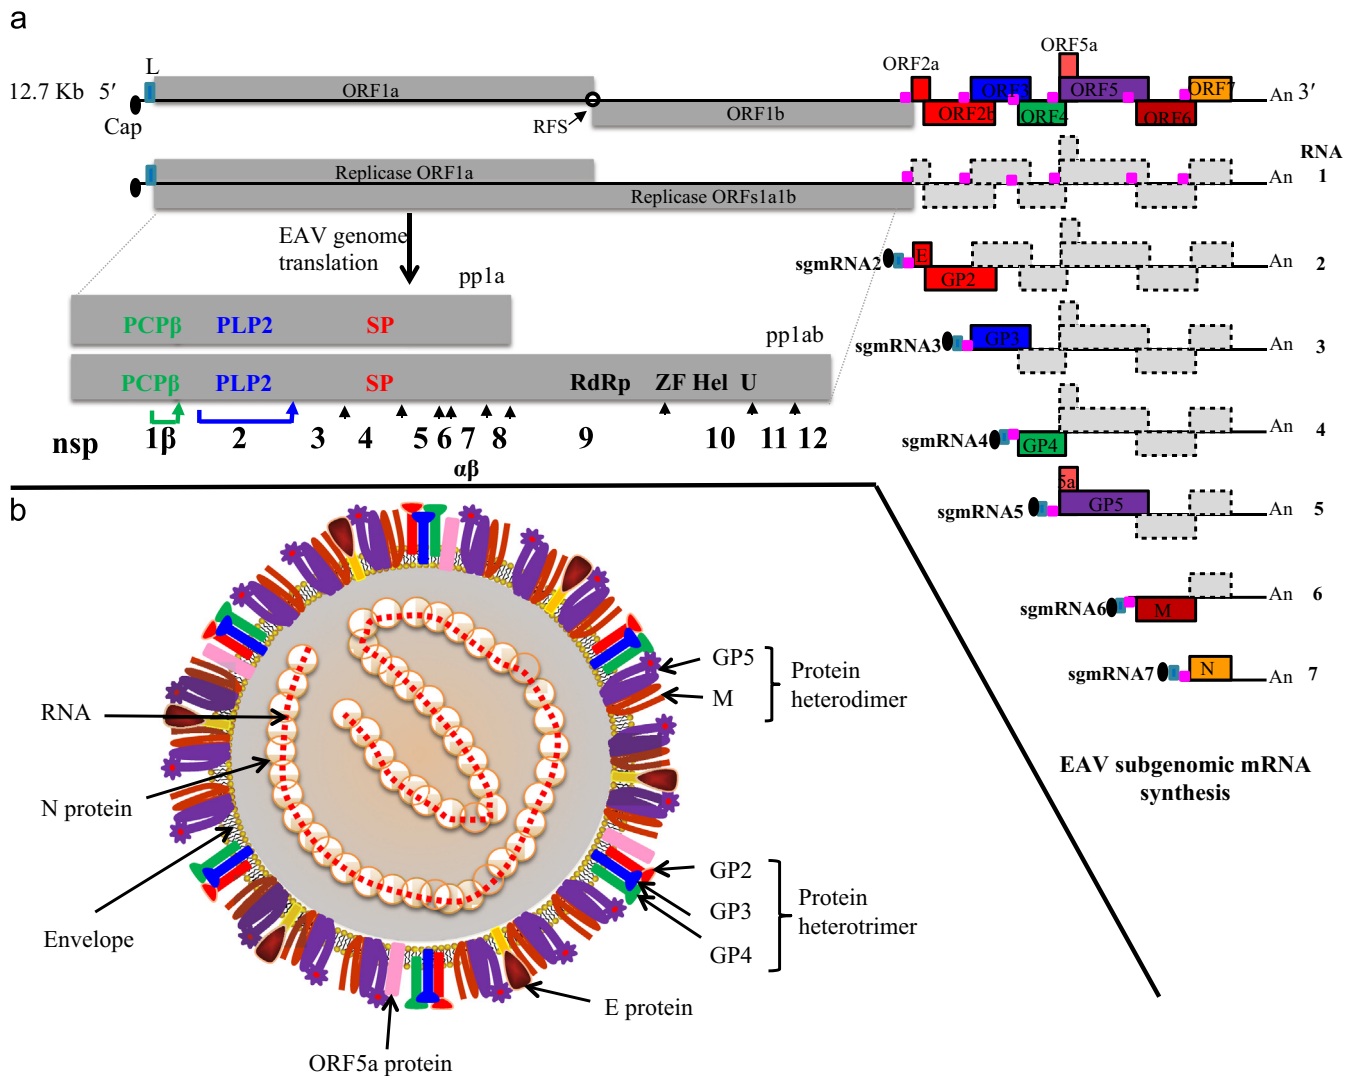 a
12.7 Kb 5′
L
Cap
ORF1a
RFS
ORF1b
ORF2a
ORF2b
ORF3
ORF4
ORF5a
ORF5
ORF6
ORF7
An 3′
Replicase ORF1a
Replicase ORFs1a1b
An
RNA
1
EAV genome
translation
pp1a
PCPβ PLP2 SP
pp1ab
PCPβ PLP2 SP RdRp ZF Hel U
nsp 1β 2 3 4 5 6 7 8 9 10 11 12
αβ
sgmRNA2 E GP2 An 2
sgmRNA3 GP3 An 3
sgmRNA4 GP4 An 4
sgmRNA5 5a GP5 An 5
sgmRNA6 M An 6
sgmRNA7 N An 7
EAV subgenomic mRNA
synthesis
b
RNA
N protein
Envelope
ORF5a protein
E protein
GP5
M
Protein
heterodimer
GP2
GP3
GP4
Protein
heterotrimer